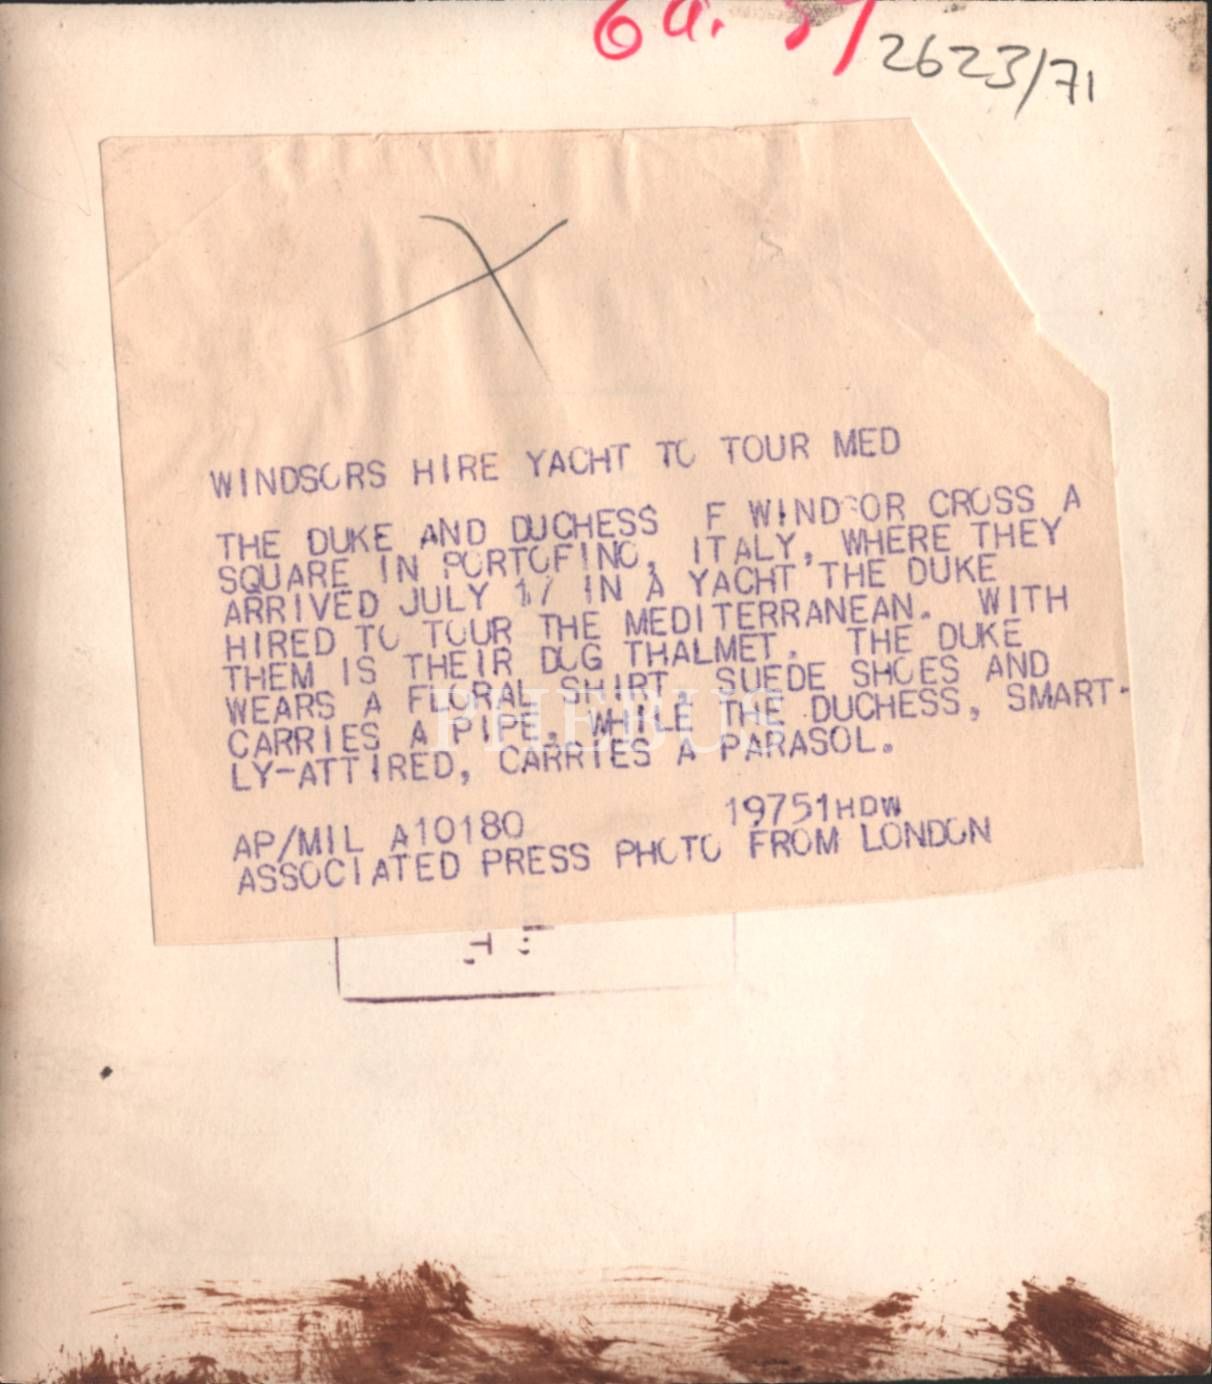 6a. 2623/71
WINDSORS HIRE YACHT TO TOUR MED
THE DUKE AND DUCHESS F WINDSOR CROSS A
SQUARE IN PORTOFINO, ITALY, WHERE THEY
ARRIVED JULY 17 IN A YACHT THE DUKE
HIRED TO TOUR THE MEDITERRANEAN. WITH
THEM IS THEIR DOG THALMET. THE DUKE
WEARS A FLORAL SHIRT, SUEDE SHOES AND
CARRIES A PIPE, WHILE THE DUCHESS, SMART-
LY-ATTIRED, CARRIES A PARASOL.
PHEBUS
AP/MIL A10180 19751HDW
ASSOCIATED PRESS PHOTO FROM LONDON